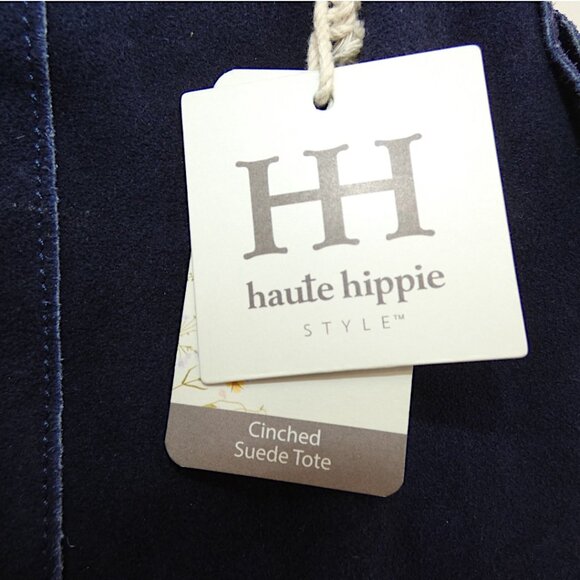 HH
haute hippie
STYLE™
Cinched
Suede Tote